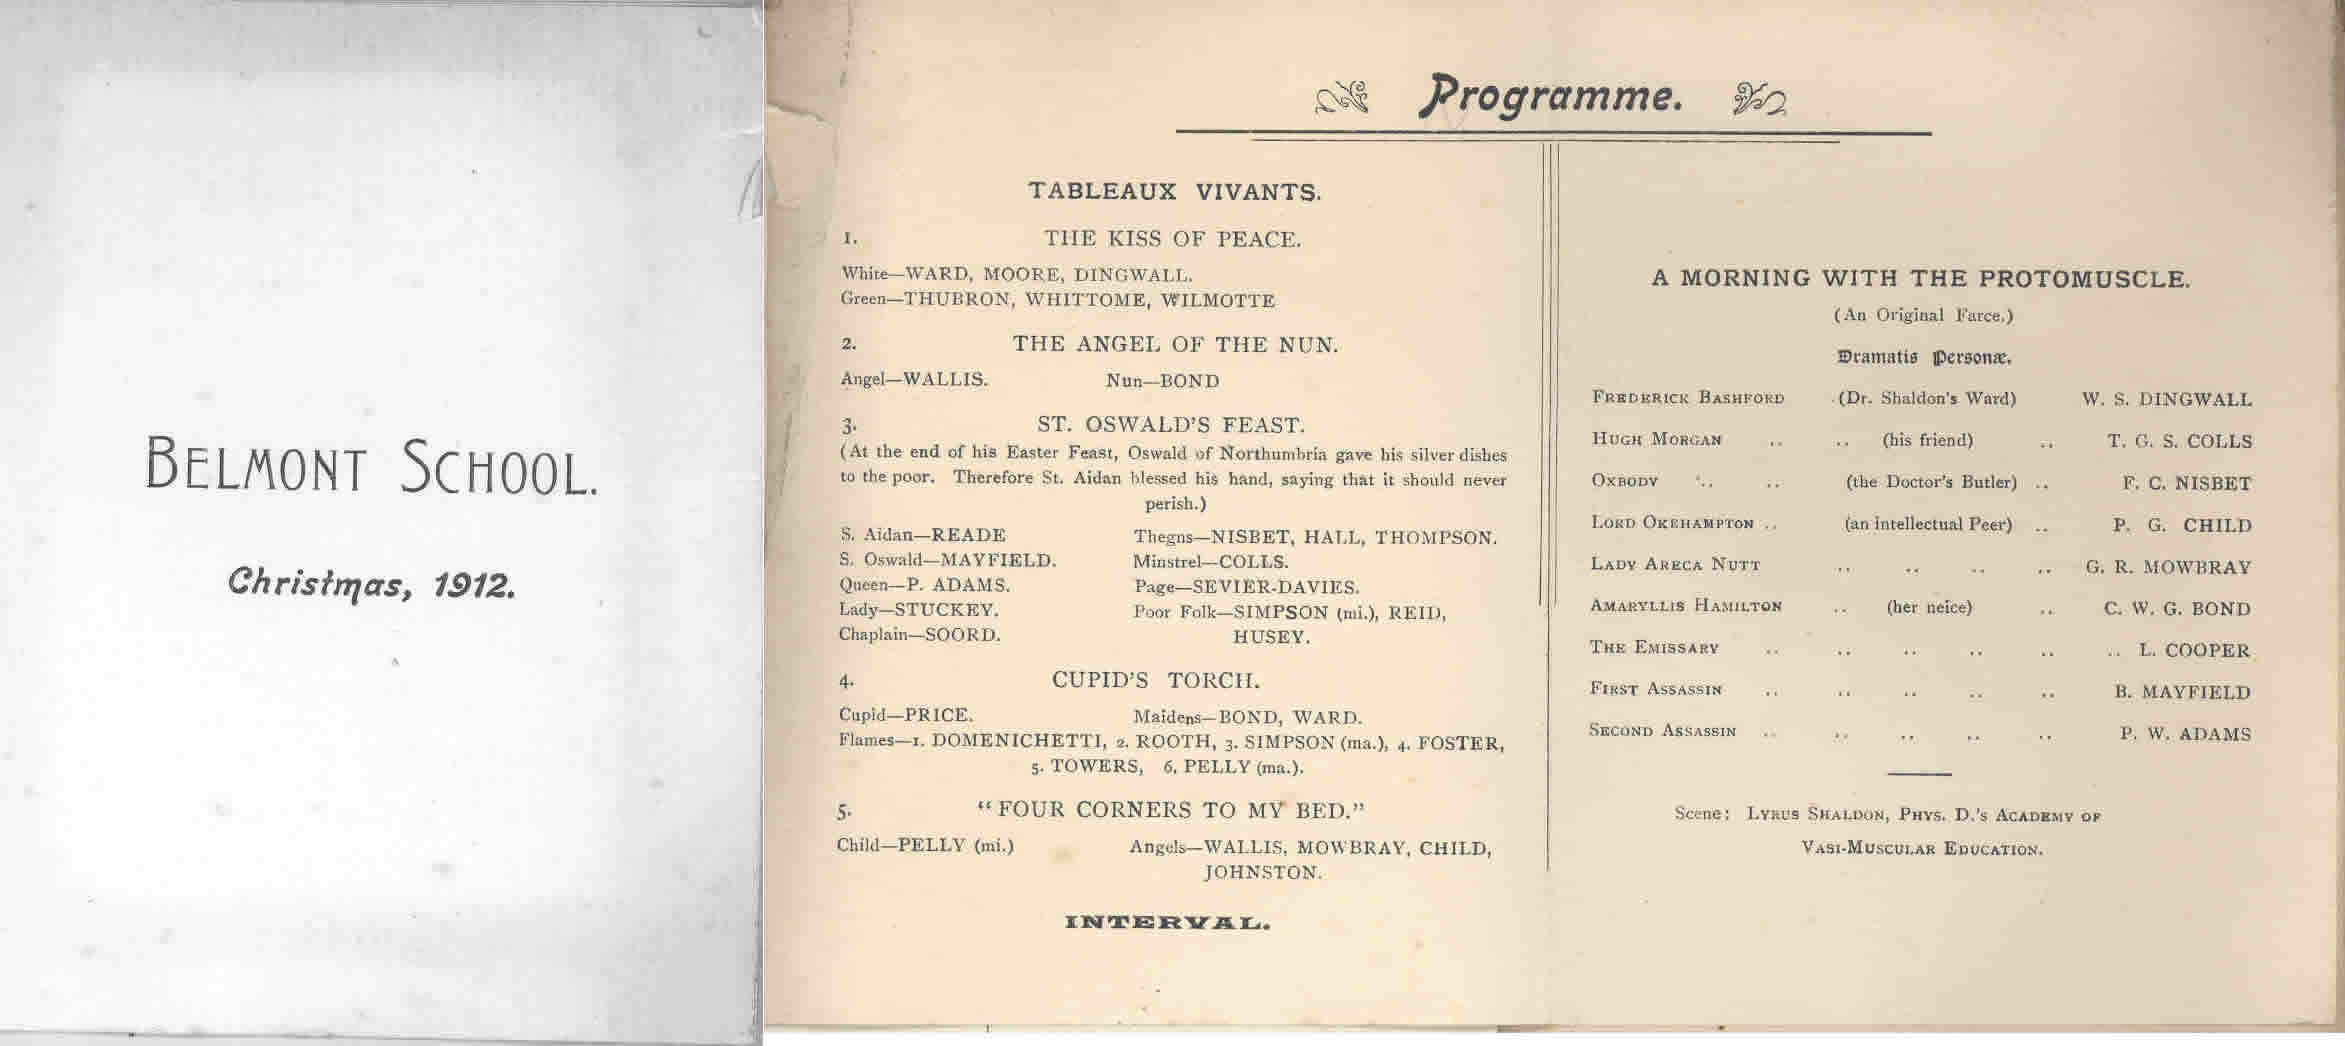 BELMONT SCHOOL.
Christmas, 1912.
Programme.
TABLEAUX VIVANTS.
1. THE KISS OF PEACE.
White—WARD, MOORE, DINGWALL.
Green—THUBRON, WHITTOME, WILMOTTE
2. THE ANGEL OF THE NUN.
Angel—WALLIS. Nun—BOND
3. ST. OSWALD'S FEAST.
(At the end of his Easter Feast, Oswald of Northumbria gave his silver dishes
to the poor. Therefore St. Aidan blessed his hand, saying that it should never
perish.)
S. Aidan—READE Thegns—NISBET, HALL, THOMPSON.
S. Oswald—MAYFIELD. Minstrel—COLLS.
Queen—P. ADAMS. Page—SEVIER-DAVIES.
Lady—STUCKEY. Poor Folk—SIMPSON (mi.), REID,
Chaplain—SOORD. HUSEY.
4. CUPID'S TORCH.
Cupid—PRICE. Maidens—BOND, WARD.
Flames—1. DOMENICHETTI, 2. ROOTH, 3. SIMPSON (ma.), 4. FOSTER,
5. TOWERS, 6. PELLY (ma.).
5. "FOUR CORNERS TO MY BED."
Child—PELLY (mi.) Angels—WALLIS, MOWBRAY, CHILD,
JOHNSTON.
INTERVAL.
A MORNING WITH THE PROTOMUSCLE.
(An Original Farce.)
Dramatis Personæ.
FREDERICK BASHFORD (Dr. Shaldon's Ward) W. S. DINGWALL
HUGH MORGAN .. .. (his friend) .. T. G. S. COLLS
OXBODY .. .. (the Doctor's Butler) .. F. C. NISBET
LORD OKEHAMPTON .. (an intellectual Peer) .. P. G. CHILD
LADY ARECA NUTT .. .. .. .. G. R. MOWBRAY
AMARYLLIS HAMILTON .. (her neice) .. C. W. G. BOND
THE EMISSARY .. .. .. .. .. .. L. COOPER
FIRST ASSASSIN .. .. .. .. .. B. MAYFIELD
SECOND ASSASSIN .. .. .. .. .. P. W. ADAMS
Scene: LYRUS SHALDON, PHYS. D.'S ACADEMY OF
VASI-MUSCULAR EDUCATION.